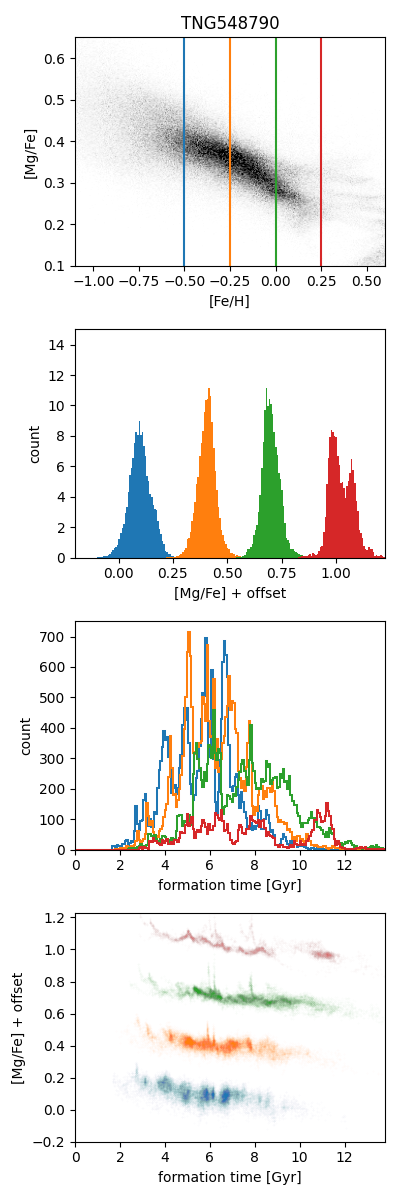 TNG548790
0.6
0.5
0.4
0.3
0.2
0.1
[Mg/Fe]
−1.00 −0.75 −0.50 −0.25 0.00 0.25 0.50
[Fe/H]
14
12
10
8
6
4
2
0
count
0.00 0.25 0.50 0.75 1.00
[Mg/Fe] + offset
700
600
500
400
300
200
100
0
count
0 2 4 6 8 10 12
formation time [Gyr]
1.2
1.0
0.8
0.6
0.4
0.2
0.0
−0.2
[Mg/Fe] + offset
0 2 4 6 8 10 12
formation time [Gyr]